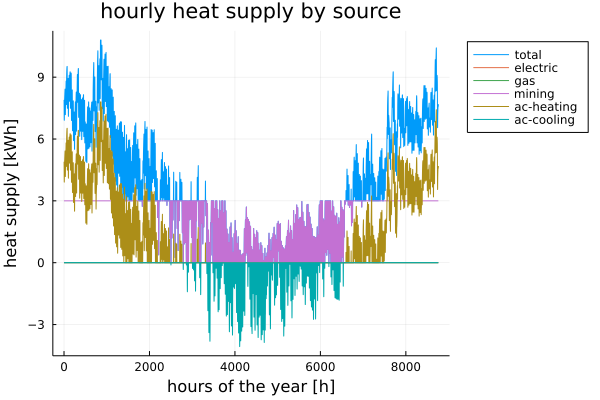 hourly heat supply by source
heat supply [kWh]
9
6
3
0
−3
0
2000
4000
6000
8000
hours of the year [h]
total
electric
gas
mining
ac-heating
ac-cooling